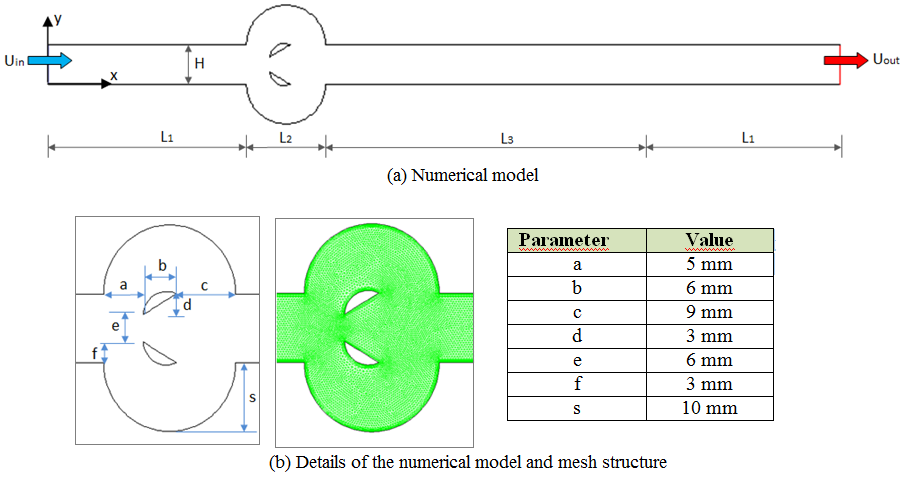 y
Uin
H
x
Uout
L1
L2
L3
L1
(a) Numerical model
b
a
c
d
e
f
s
Parameter Value
a 5 mm
b 6 mm
c 9 mm
d 3 mm
e 6 mm
f 3 mm
s 10 mm
(b) Details of the numerical model and mesh structure